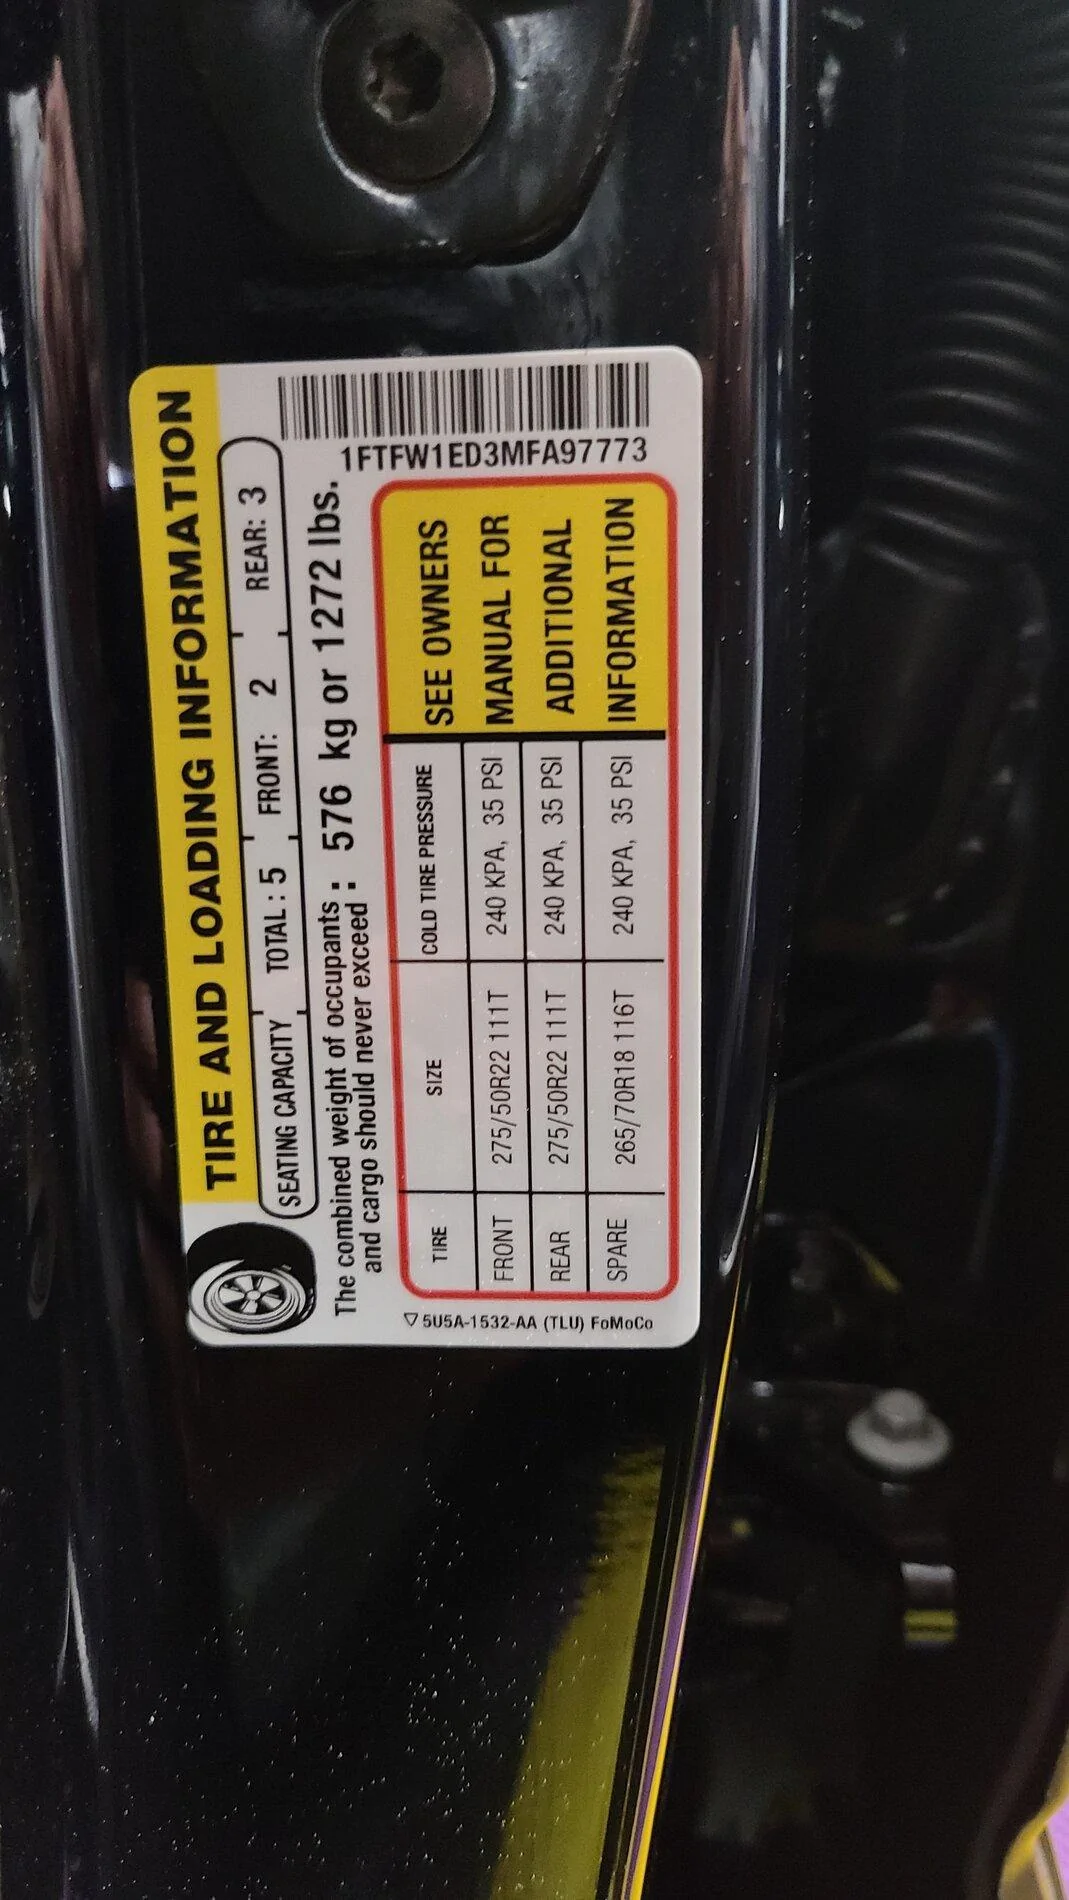 TIRE AND LOADING INFORMATION
SEATING CAPACITY TOTAL : 5 FRONT: 2 REAR: 3
The combined weight of occupants and cargo should never exceed : 576 kg or 1272 lbs.
1FTFW1ED3MFA97773
TIRE SIZE COLD TIRE PRESSURE
FRONT 275/50R22 111T 240 KPA, 35 PSI
REAR 275/50R22 111T 240 KPA, 35 PSI
SPARE 265/70R18 116T 240 KPA, 35 PSI
SEE OWNERS
MANUAL FOR
ADDITIONAL
INFORMATION
5U5A-1532-AA (TLU) FoMoCo